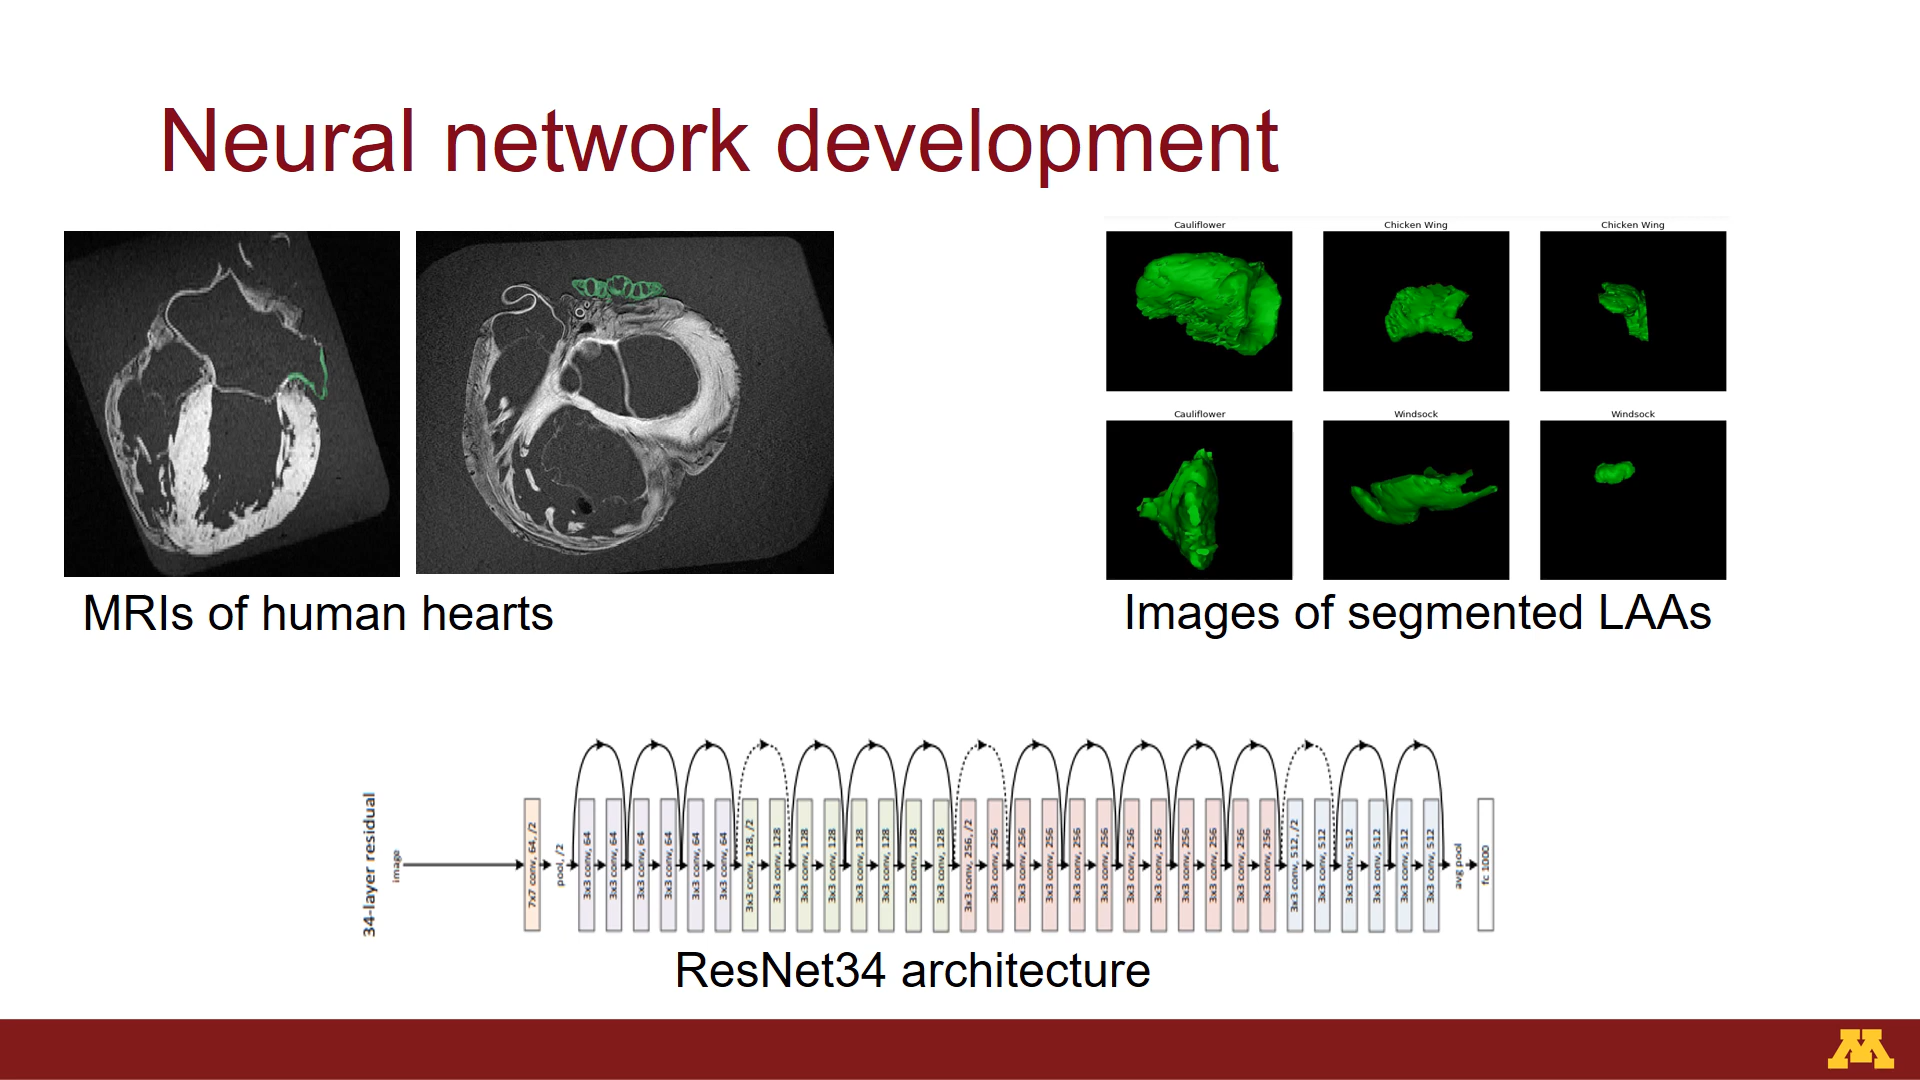 Neural network development
Cauliflower
Chicken Wing
Chicken Wing
Cauliflower
Windsock
Windsock
MRIs of human hearts
Images of segmented LAAs
34-layer residual
image
7x7 conv, 64, /2
pool, /2
3x3 conv, 64
3x3 conv, 64
3x3 conv, 64
3x3 conv, 64
3x3 conv, 64
3x3 conv, 64
3x3 conv, 128, /2
3x3 conv, 128
3x3 conv, 128
3x3 conv, 128
3x3 conv, 128
3x3 conv, 128
3x3 conv, 128
3x3 conv, 128
3x3 conv, 256, /2
3x3 conv, 256
3x3 conv, 256
3x3 conv, 256
3x3 conv, 256
3x3 conv, 256
3x3 conv, 256
3x3 conv, 256
3x3 conv, 256
3x3 conv, 256
3x3 conv, 256
3x3 conv, 256
3x3 conv, 512, /2
3x3 conv, 512
3x3 conv, 512
3x3 conv, 512
3x3 conv, 512
3x3 conv, 512
avg pool
fc 1000
ResNet34 architecture
M